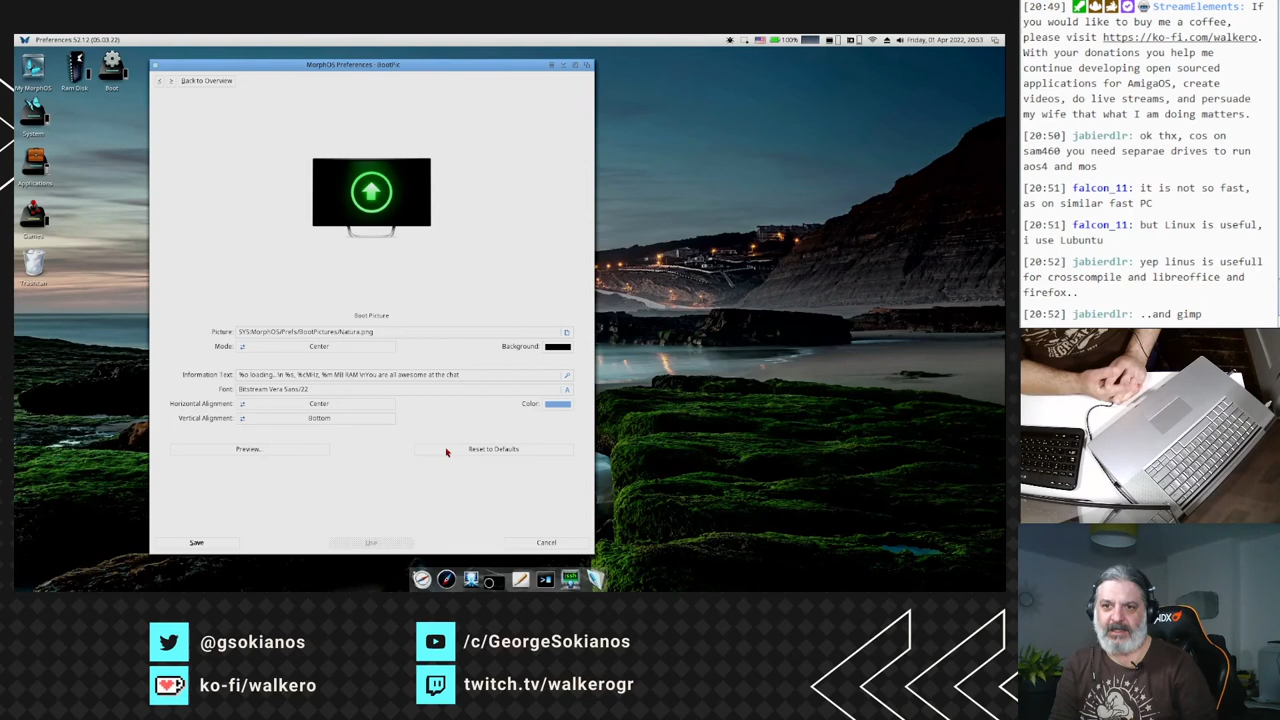 Preferences 52.12 (05.03.22)
100%
Friday, 01 Apr 2022, 20:53
My MorphOS
Ram Disk
Boot
System
Applications
Games
Trashcan
MorphOS Preferences - BootPic
Back to Overview
Boot Picture
Picture: SYS:MorphOS/Prefs/BootPictures/Natura.png
Mode: Center
Background:
Information Text: %o loading...\n %s, %cMHz, %m MB RAM \nYou are all awesome at the chat
Font: Bitstream Vera Sans/22
Horizontal Alignment: Center
Color:
Vertical Alignment: Bottom
Preview...
Reset to Defaults
Save
Use
Cancel
ssh
[20:49] StreamElements: If
you would like to buy me a coffee,
please visit https://ko-fi.com/walkero.
With your donations you help me
continue developing open sourced
applications for AmigaOS, create
videos, do live streams, and persuade
my wife that what I am doing matters.
[20:50] jabierdlr: ok thx, cos on
sam460 you need separae drives to run
aos4 and mos
[20:51] falcon_11: it is not so fast,
as on similar fast PC
[20:51] falcon_11: but Linux is useful,
i use Lubuntu
[20:52] jabierdlr: yep linus is usefull
for crosscompile and libreoffice and
firefox..
[20:52] jabierdlr: ..and gimp
@gsokianos
/c/GeorgeSokianos
ko-fi/walkero
twitch.tv/walkerogr